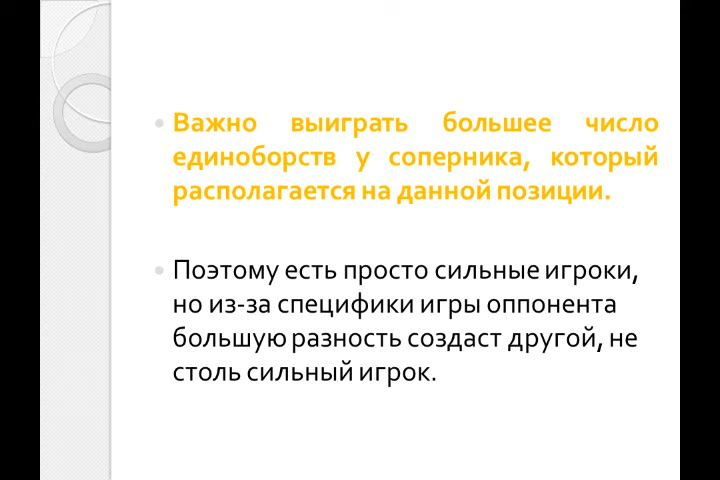 Важно выиграть большее число
единоборств у соперника, который
располагается на данной позиции.
Поэтому есть просто сильные игроки,
но из-за специфики игры оппонента
большую разность создаст другой, не
столь сильный игрок.